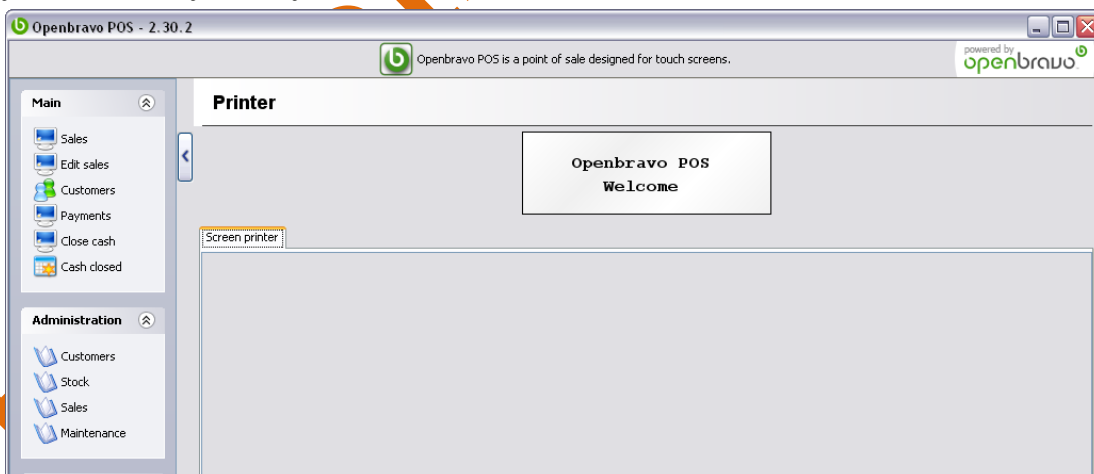 Openbravo POS - 2.30.2
Openbravo POS is a point of sale designed for touch screens.
powered by
openbravo
Main
Sales
Edit sales
Customers
Payments
Close cash
Cash closed
Administration
Customers
Stock
Sales
Maintenance
Printer
Openbravo POS
Welcome
Screen printer